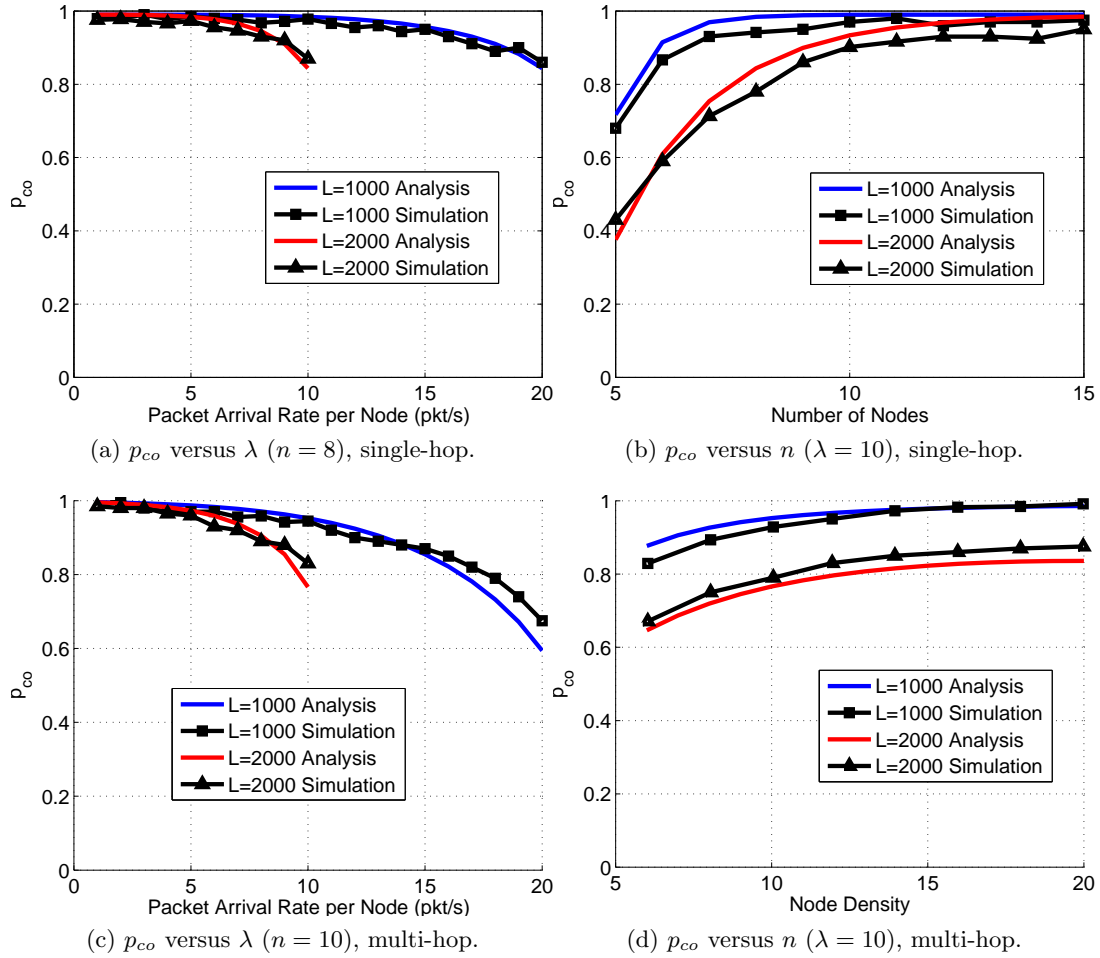 1
0.8
0.6
0.4
0.2
0
p_co
0 5 10 15 20
Packet Arrival Rate per Node (pkt/s)
L=1000 Analysis
L=1000 Simulation
L=2000 Analysis
L=2000 Simulation
(a) p_co versus λ (n = 8), single-hop.
1
0.8
0.6
0.4
0.2
0
p_co
5 10 15
Number of Nodes
L=1000 Analysis
L=1000 Simulation
L=2000 Analysis
L=2000 Simulation
(b) p_co versus n (λ = 10), single-hop.
1
0.8
0.6
0.4
0.2
0
p_co
0 5 10 15 20
Packet Arrival Rate per Node (pkt/s)
L=1000 Analysis
L=1000 Simulation
L=2000 Analysis
L=2000 Simulation
(c) p_co versus λ (n = 10), multi-hop.
1
0.8
0.6
0.4
0.2
0
p_co
5 10 15 20
Node Density
L=1000 Analysis
L=1000 Simulation
L=2000 Analysis
L=2000 Simulation
(d) p_co versus n (λ = 10), multi-hop.